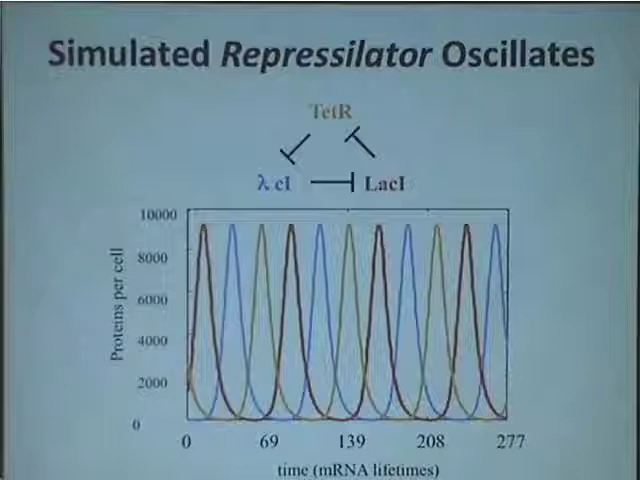 Simulated Repressilator Oscillates
TetR
λ cI
LacI
Proteins per cell
10000
8000
6000
4000
2000
0
0 69 139 208 277
time (mRNA lifetimes)